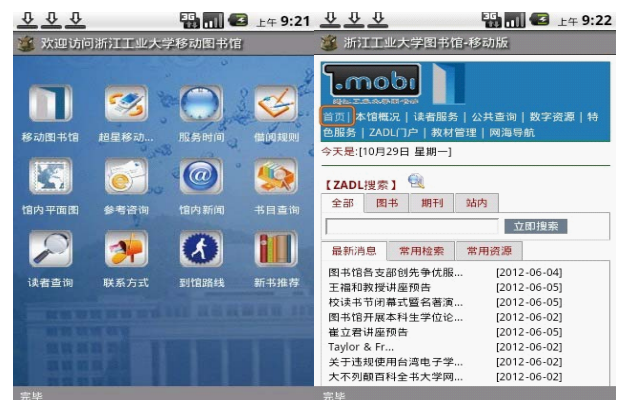 上午 9:21
欢迎访问浙江工业大学移动图书馆
移动图书馆 超星移动... 服务时间 借阅规则
馆内平面图 参考咨询 馆内新闻 书目查询
读者查询 联系方式 到馆路线 新书推荐
完毕
3G 上午 9:22
浙江工业大学图书馆-移动版
.mobi
首页 | 本馆概况 | 读者服务 | 公共查询 | 数字资源 | 特
色服务 | ZADL门户 | 教材管理 | 网海导航
今天是:[10月29日 星期一]
【ZADL搜索】
全部 图书 期刊 站内
立即搜索
最新消息 常用检索 常用资源
图书馆各支部创先争优服... [2012-06-04]
王福和教授讲座预告 [2012-06-05]
校读书节闭幕式暨名著演... [2012-06-05]
图书馆开展本科生学位论... [2012-06-02]
崔立君讲座预告 [2012-06-05]
Taylor & Fr... [2012-06-02]
关于违规使用台湾电子学... [2012-06-02]
大不列颠百科全书大学网... [2012-06-02]
完毕